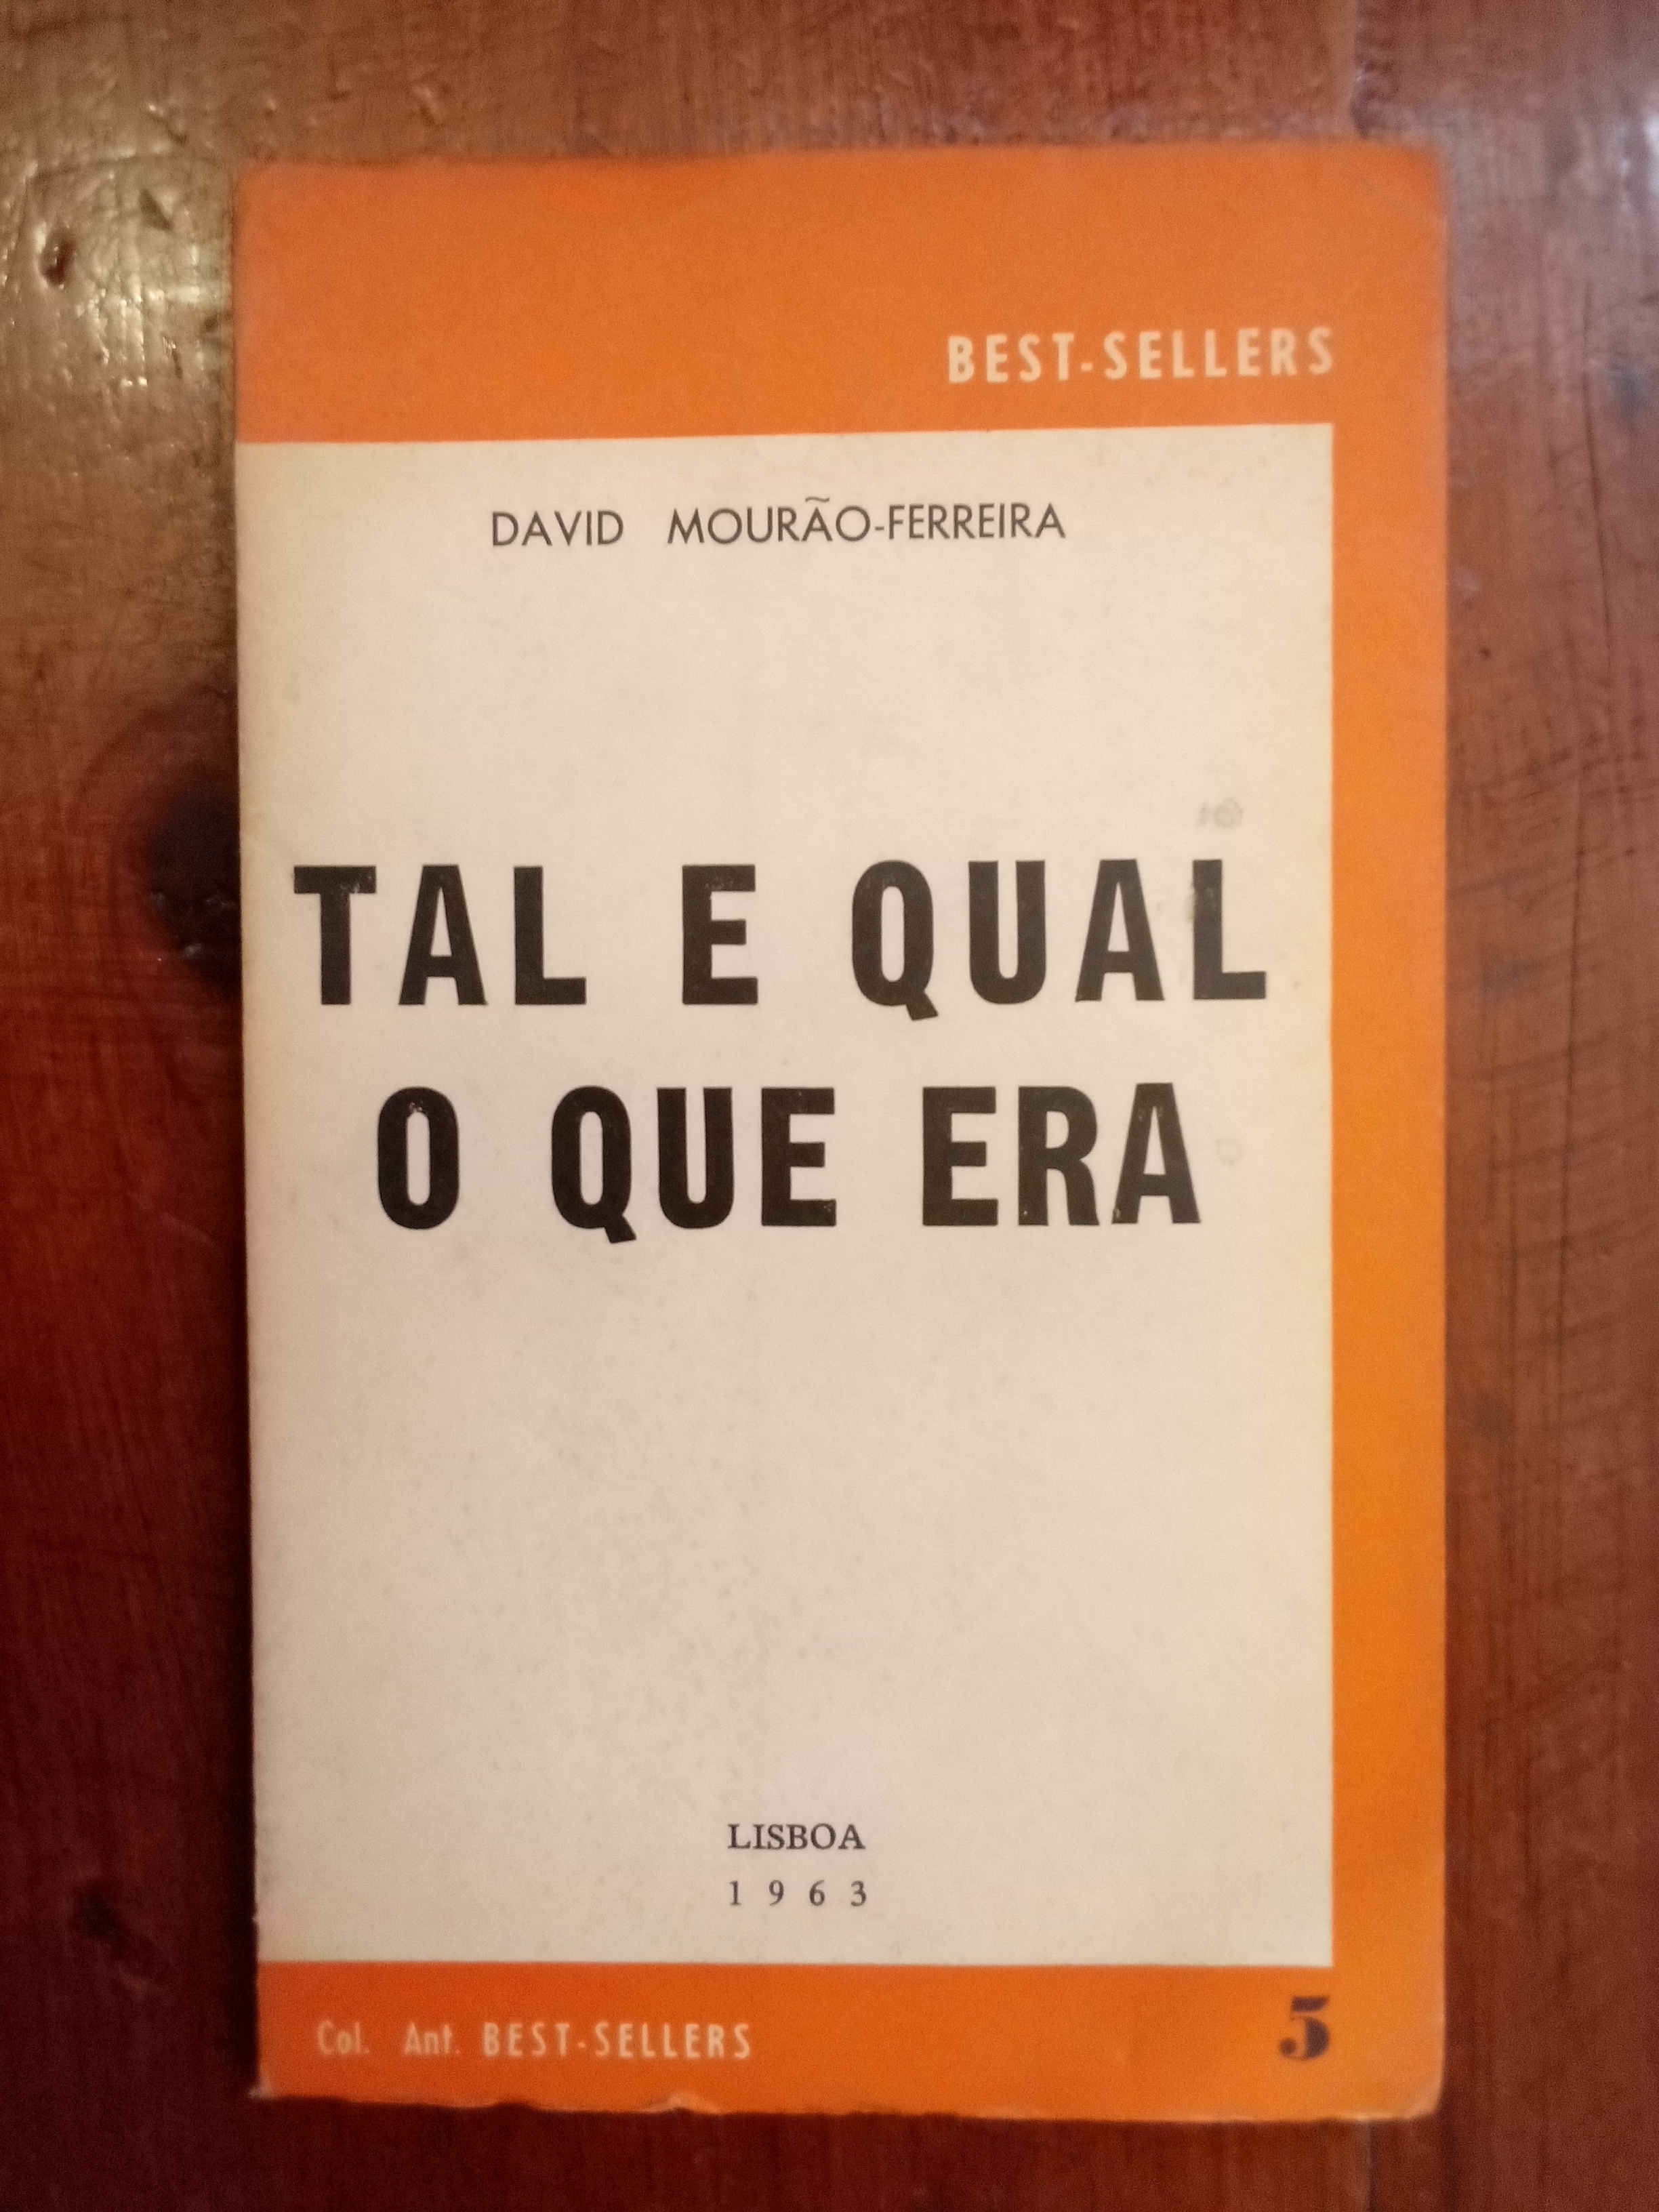 BEST-SELLERS
DAVID MOURÃO-FERREIRA
TAL E QUAL
O QUE ERA
LISBOA
1963
Col. Ant. BEST-SELLERS
5